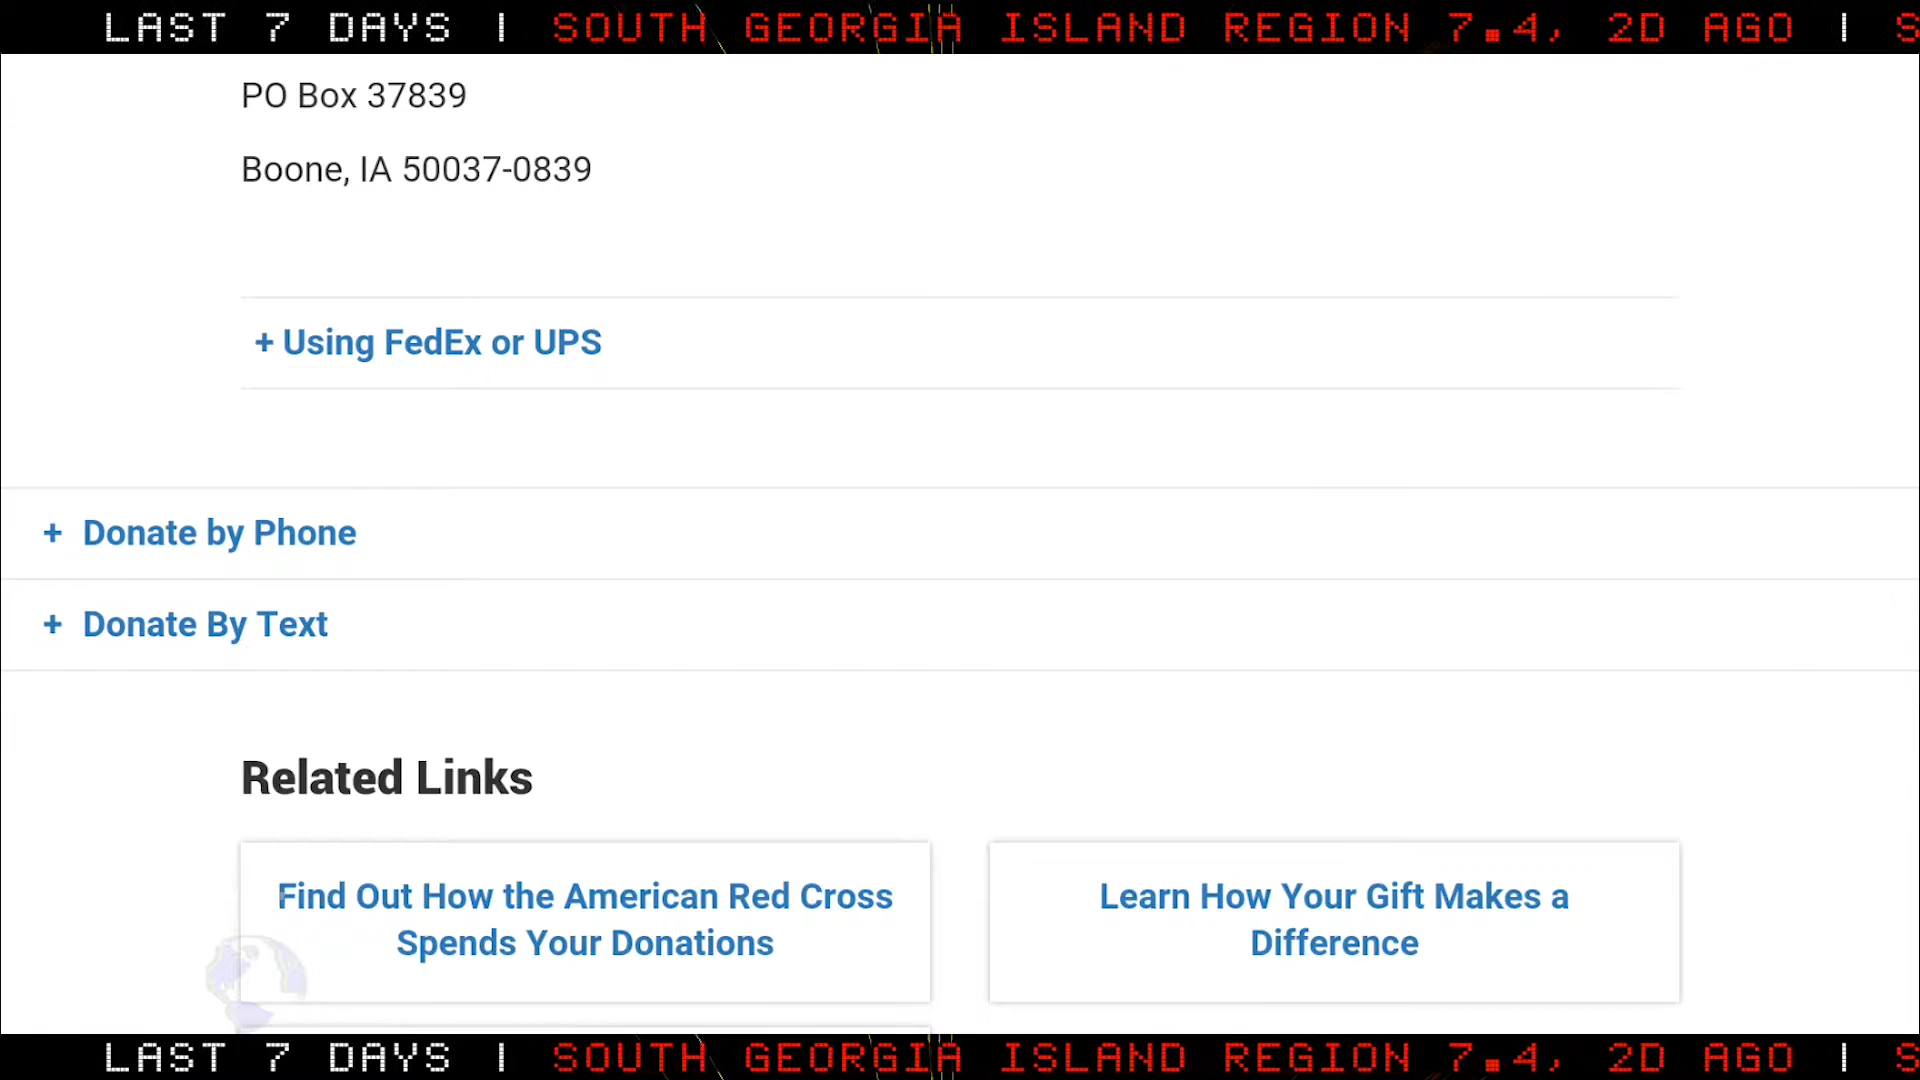 LAST 7 DAYS | SOUTH GEORGIA ISLAND REGION 7.4, 2D AGO | S
PO Box 37839
Boone, IA 50037-0839
+ Using FedEx or UPS
+ Donate by Phone
+ Donate By Text
Related Links
Find Out How the American Red Cross
Spends Your Donations
Learn How Your Gift Makes a
Difference
LAST 7 DAYS | SOUTH GEORGIA ISLAND REGION 7.4, 2D AGO | S